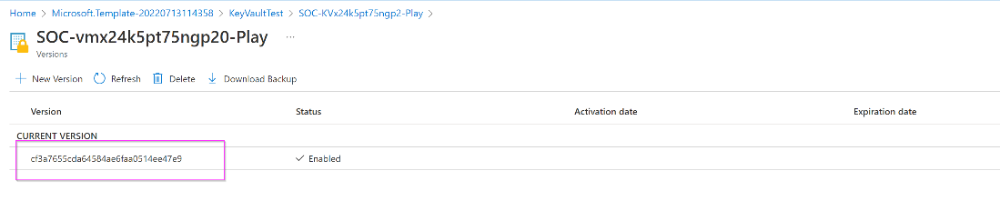 Home > Microsoft.Template-20220713114358 > KeyVaultTest > SOC-KVx24k5pt75ngp2-Play >
SOC-vmx24k5pt75ngp20-Play ...
Versions
New Version Refresh Delete Download Backup
Version Status Activation date Expiration date
CURRENT VERSION
cf3a7655cda64584ae6faa0514ee47e9 Enabled